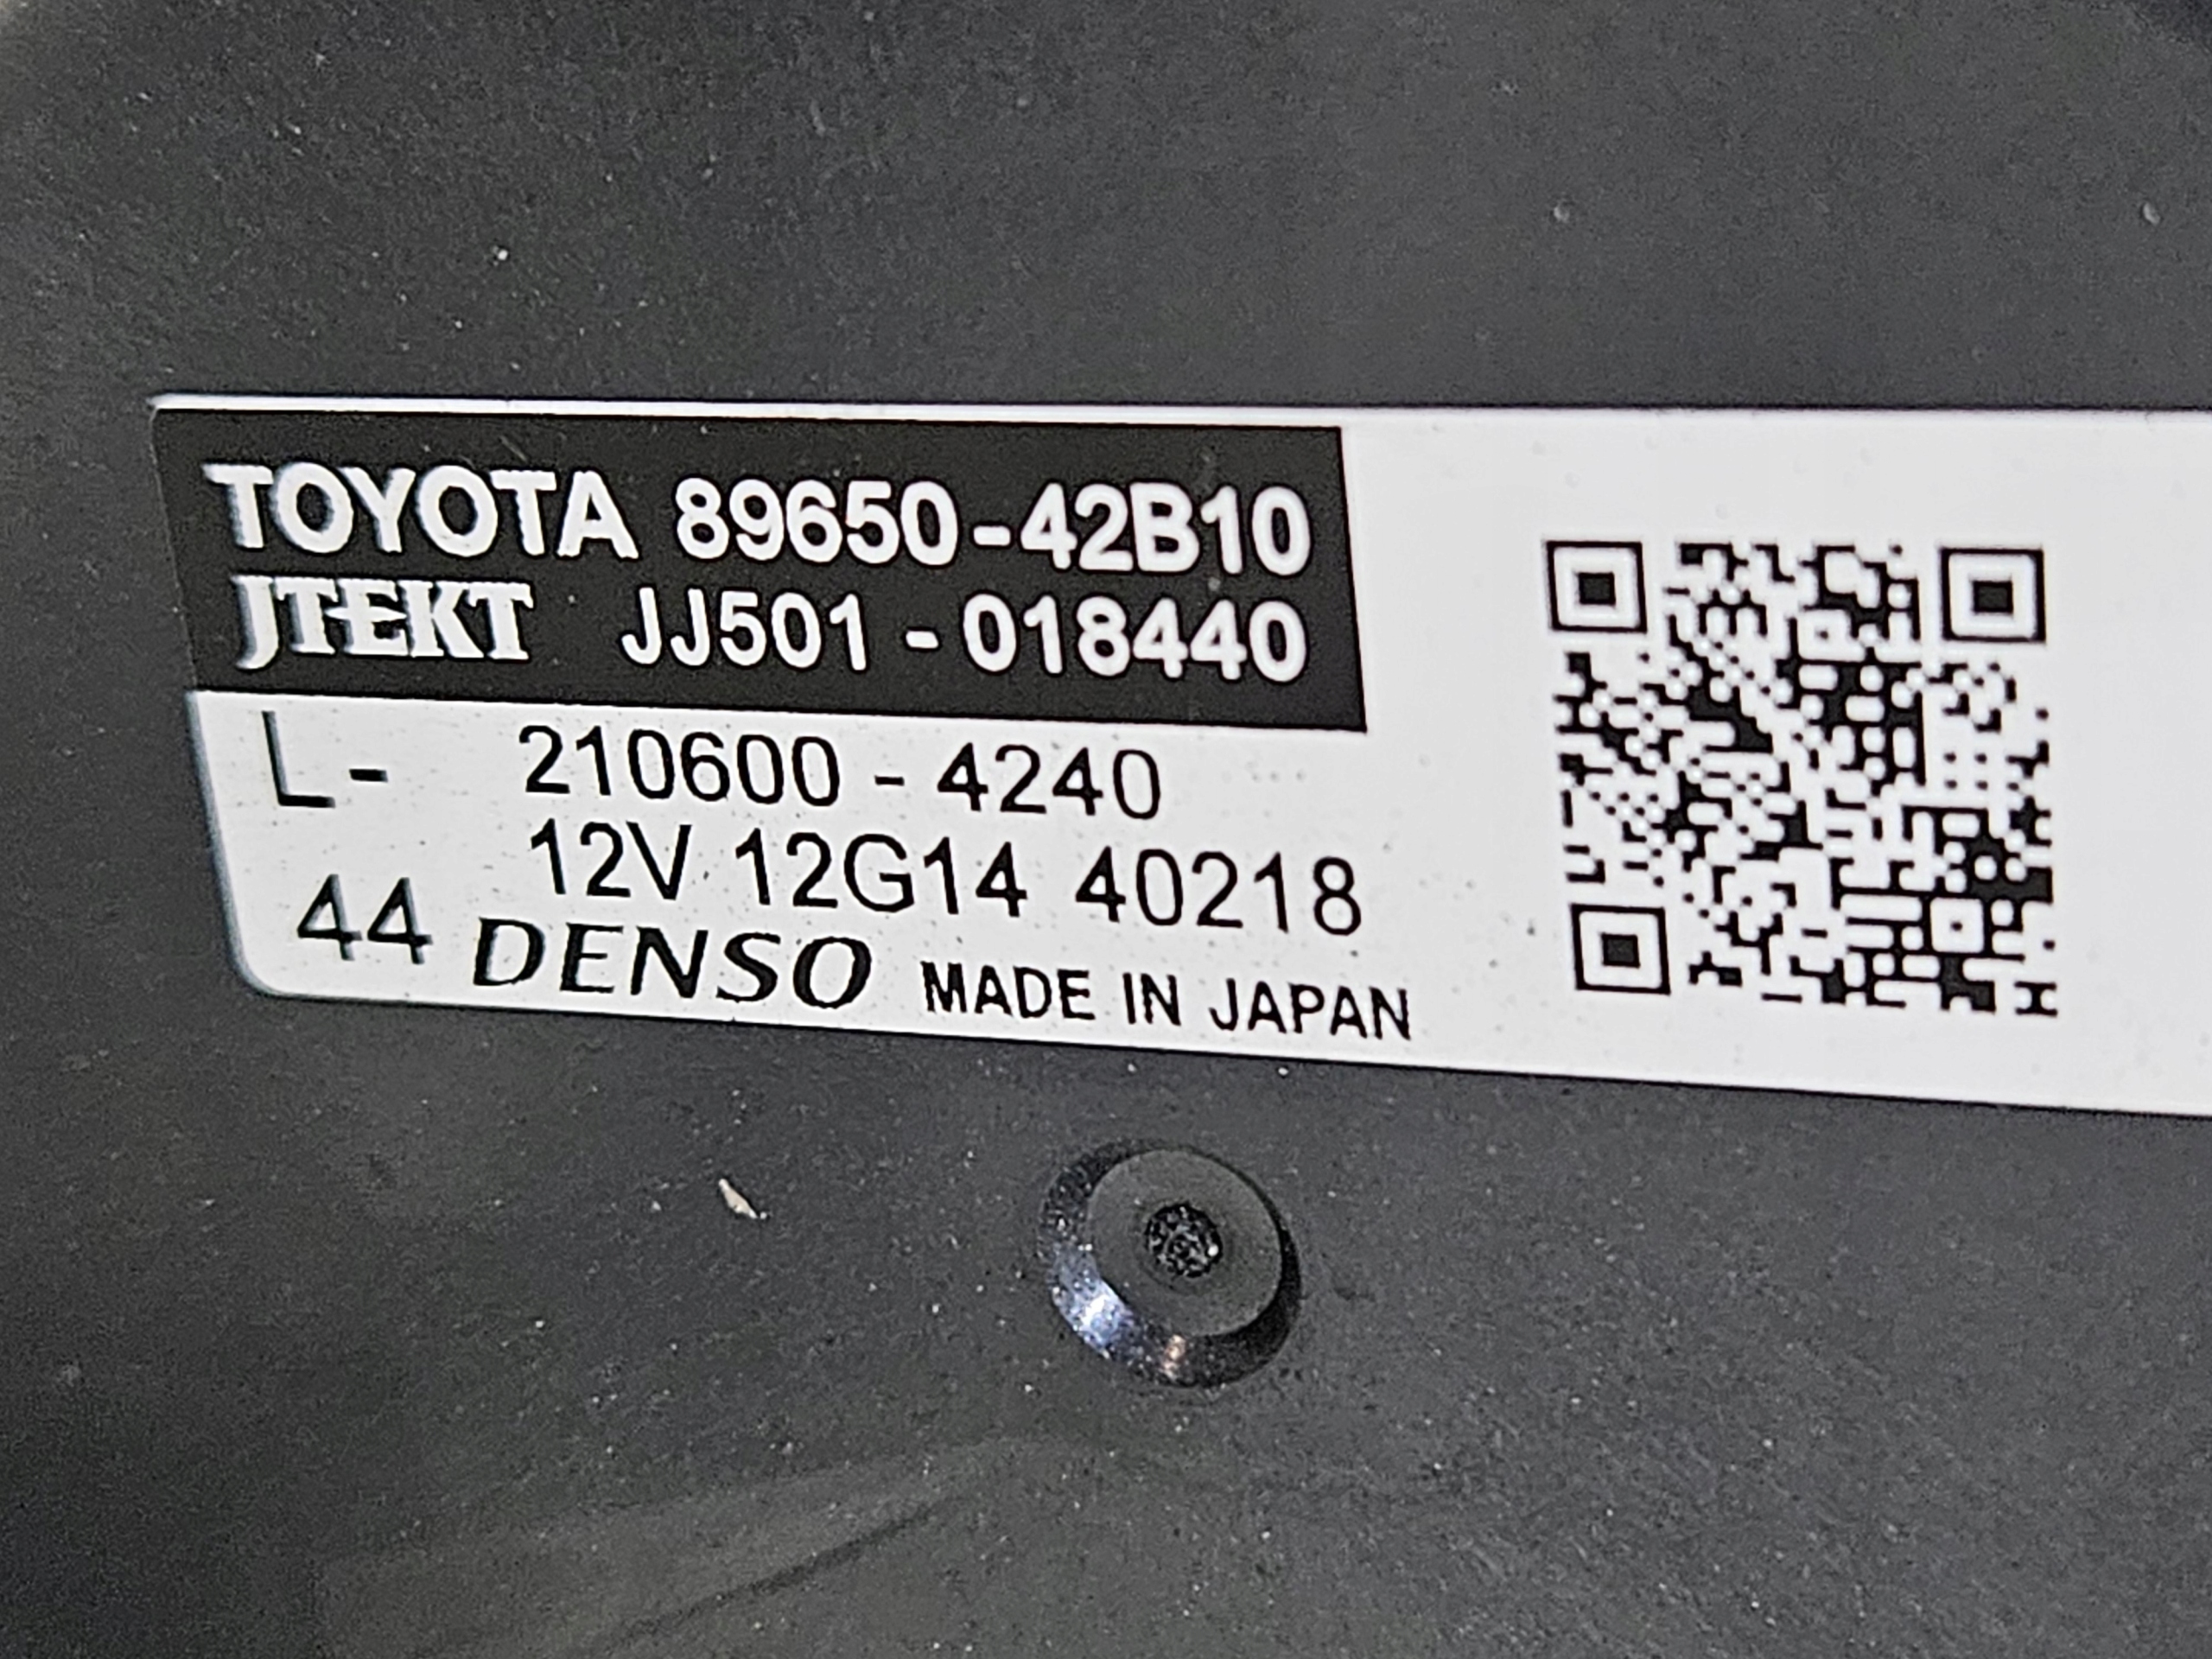 TOYOTA 89650-42B10
JTEKT JJ501-018440
L- 210600-4240
12V 12G14 40218
44 DENSO MADE IN JAPAN